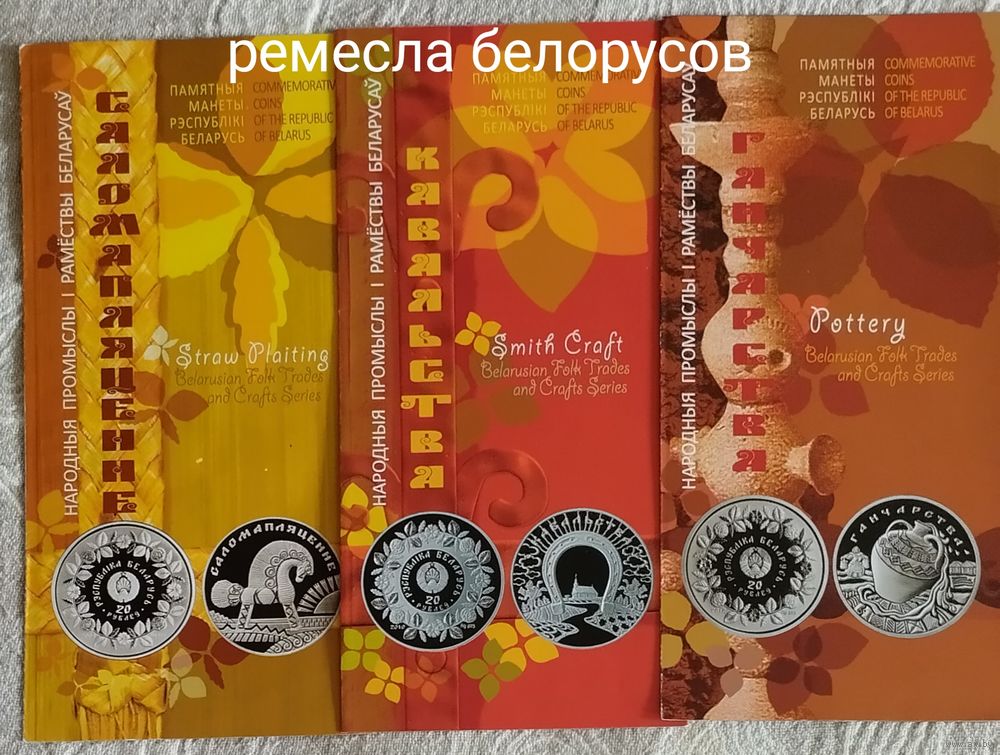 ремесла белорусов
НАРОДНЫЯ ПРОМЫСЛЫ І РАМЁСТВЫ БЕЛАРУСАЎ
САЛОМАПЛЯЦЕННЕ
ПАМЯТНЫЯ
МАНЕТЫ
РЭСПУБЛІКІ
БЕЛАРУСЬ
COMMEMORATIV
COINS
OF THE REPUBLIC
OF BELARUS
Straw Plaiting
Belarusian Folk Trades
and Crafts Series
РЭСПУБЛІКА БЕЛАРУСЬ
20
РУБЛЁЎ
САЛОМАПЛЯЦЕННЕ
НАРОДНЫЯ ПРОМЫСЛЫ І РАМЁСТВЫ БЕЛАРУСАЎ
КАВАЛЬСТВА
ПАМЯТНЫЯ
МАНЕТЫ
РЭСПУБЛІКІ
БЕЛАРУСЬ
COMMEMORATIV
COINS
OF THE REPUBLIC
OF BELARUS
Smith Craft
Belarusian Folk Trades
and Crafts Series
РЭСПУБЛІКА БЕЛАРУСЬ
20
РУБЛЁЎ
2010
НАРОДНЫЯ ПРОМЫСЛЫ І РАМЁСТВЫ БЕЛАРУСАЎ
ГАНЧАРСТВА
ПАМЯТНЫЯ
МАНЕТЫ
РЭСПУБЛІКІ
БЕЛАРУСЬ
COMMEMORATIVE
COINS
OF THE REPUBLIC
OF BELARUS
Pottery
Belarusian Folk Trades
and Crafts Series
РЭСПУБЛІКА БЕЛАРУСЬ
20
РУБЛЁЎ
ГАНЧАРСТВА